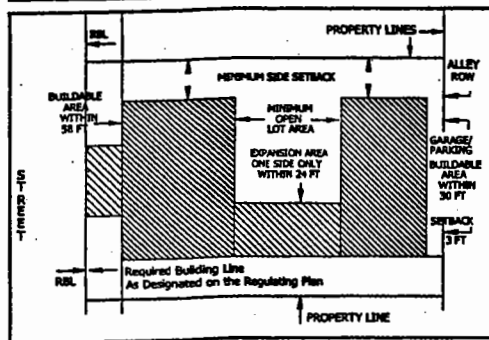 RBL
PROPERTY LINES
ALLEY
ROW
MINIMUM SIDE SETBACK
BUILDABLE
AREA
WITHIN
58 FT
MINIMUM
OPEN
LOT AREA
GARAGE/
PARKING
BUILDABLE
AREA
WITHIN
30 FT
EXPANSION AREA
ONE SIDE ONLY
WITHIN 24 FT
STREET
SETBACK
3 FT
RBL
Required Building Line
As Designated on the Regulating Plan
PROPERTY LINE